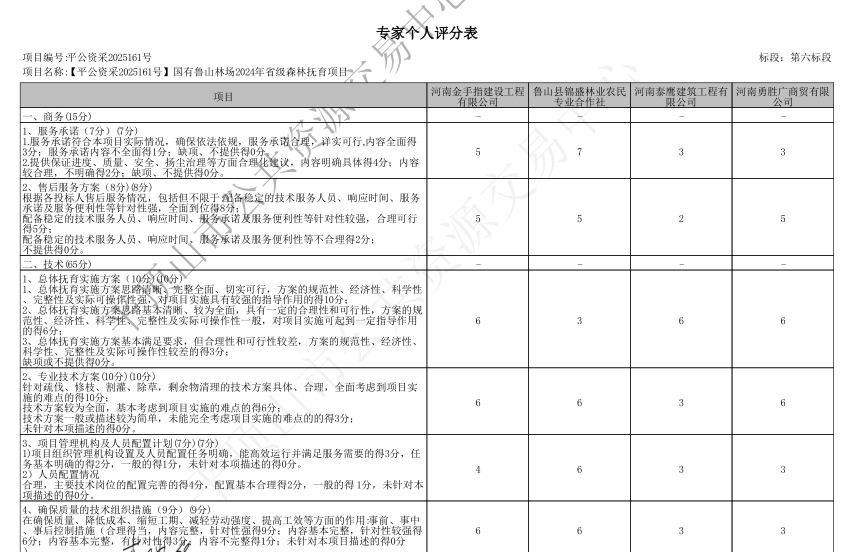 专家个人评分表
项目编号:平公资采2025161号
标段: 第六标段
项目名称:【平公资采2025161号】国有鲁山林场2024年省级森林抚育项目
项目 河南金手指建设工程有限公司 鲁山县锦盛林业农民专业合作社 河南泰鹰建筑工程有限公司 河南勇胜广商贸有限公司
一、商务(15分) – – – –
1、服务承诺（7分）(7分)
1.服务承诺符合本项目实际情况，确保依法依规，服务承诺合理，详实可行,内容全面得
3分；服务承诺内容不全面得1分；缺项、不提供得0分。
2.提供保证进度、质量、安全、扬尘治理等方面合理化建议，内容明确具体得4分；内容
较合理，不明确得2分；缺项、不提供得0分。
5 7 3 3
2、售后服务方案（8分）(8分)
根据各投标人售后服务情况，包括但不限于:配备稳定的技术服务人员、响应时间、服务
承诺及服务便利性等针对性强，全面到位得8分；
配备稳定的技术服务人员、响应时间、服务承诺及服务便利性等针对性较强，合理可行
得5分；
配备稳定的技术服务人员、响应时间、服务承诺及服务便利性等不合理得2分；
不提供得0分。
5 5 2 5
二、技术(65分) – – – –
1、总体抚育实施方案（10分)(10分)
1、总体抚育实施方案思路清晰、完整全面、切实可行，方案的规范性、经济性、科学性
、完整性及实际可操作性强、对项目实施具有较强的指导作用的得10分；
2、总体抚育实施方案思路基本清晰、较为全面，具有一定的合理性和可行性，方案的规
范性、经济性、科学性、完整性及实际可操作性一般，对项目实施可起到一定指导作用
的得6分；
3、总体抚育实施方案基本满足要求，但合理性和可行性较差，方案的规范性、经济性、
科学性、完整性及实际可操作性较差的得3分；
缺项或不提供得0分。
6 3 6 6
2、专业技术方案(10分)(10分)
针对疏伐、修枝、割灌、除草，剩余物清理的技术方案具体、合理，全面考虑到项目实
施的难点的得10分；
技术方案较为全面，基本考虑到项目实施的难点的得6分；
技术方案一般或描述较为简单，未能完全考虑项目实施的难点的的得3分；
未针对本项描述的得0分。
6 6 3 6
3、项目管理机构及人员配置计划(7分)(7分)
1)项目组织管理机构设置及人员配置任务明确，能高效运行并满足服务需要的得3分，任
务基本明确的得2分，一般的得1分，未针对本项描述的得0分。
2）人员配置情况
合理，主要技术岗位的配置完善的得4分，配置基本合理得2分，一般的得 1分，未针对本
项描述的得0分。
4 6 3 3
4、确保质量的技术组织措施（9分）(9分)
在确保质量、降低成本、缩短工期、减轻劳动强度、提高工效等方面的作用:事前、事中
、事后控制措施（合理得当，内容完整，针对性强得9分；内容基本完整，针对性较强得
6分；内容基本完整，有针对性得3分；内容不完整得1分；未针对本项目描述的得0分
6 6 3 3
平顶山市公共资源交易中心
平顶山市公共资源交易中心